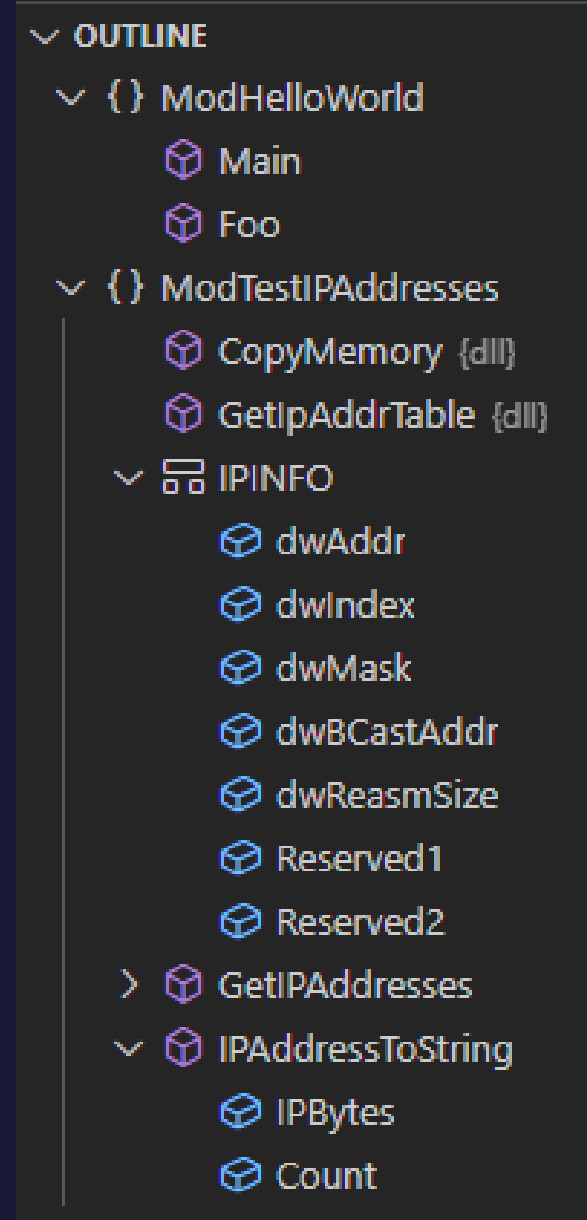 OUTLINE
{} ModHelloWorld
Main
Foo
{} ModTestIPAddresses
CopyMemory {dll}
GetIpAddrTable {dll}
IPINFO
dwAddr
dwIndex
dwMask
dwBCastAddr
dwReasmSize
Reserved1
Reserved2
GetIPAddresses
IPAddressToString
IPBytes
Count